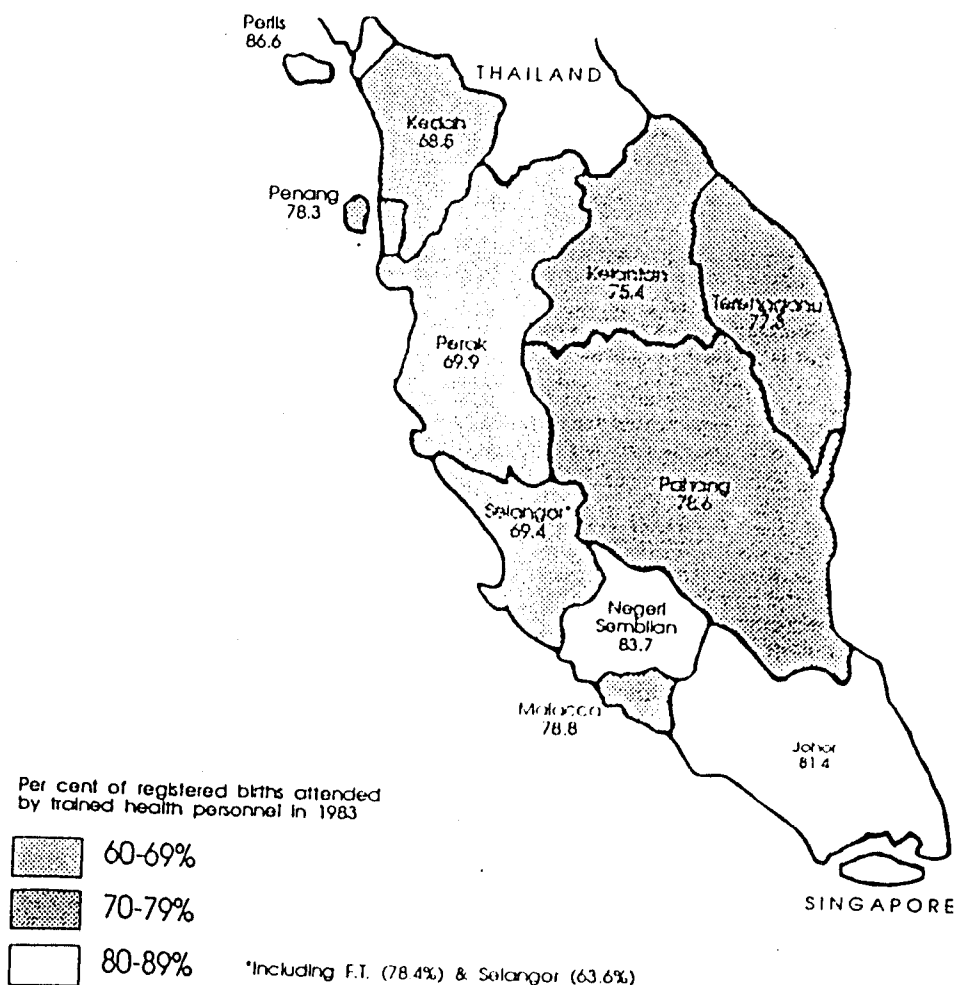 Perlis
86.6
THAILAND
Kedah
68.5
Penang
78.3
Kelantan
75.4
Terengganu
Perak
69.9
Pahang
78.6
Selangor*
69.4
Negeri
Sembilan
83.7
Malacca
78.8
Johor
81.4
Per cent of registered births attended
by trained health personnel in 1983
60-69%
70-79%
80-89%
SINGAPORE
*Including F.T. (78.4%) & Selangor (63.6%)